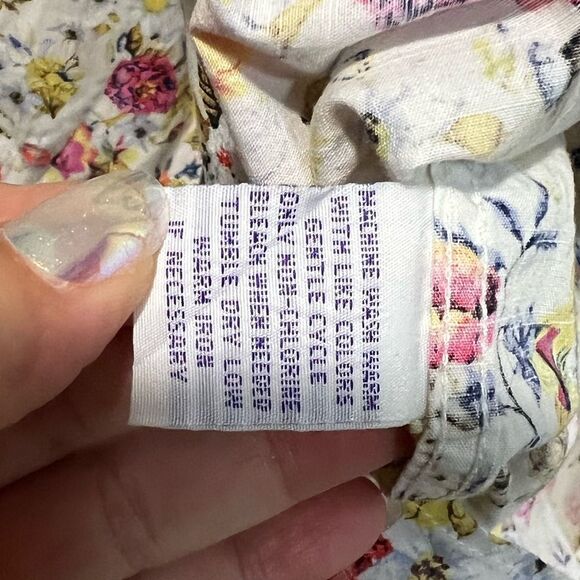 MACHINE WASH WARM
WITH LIKE COLORS
GENTLE CYCLE
ONLY NON-CHLORINE
BLEAN WHEN NEEDED
TUMBLE DRY LOW
WARM IRON
IF NECESSARY